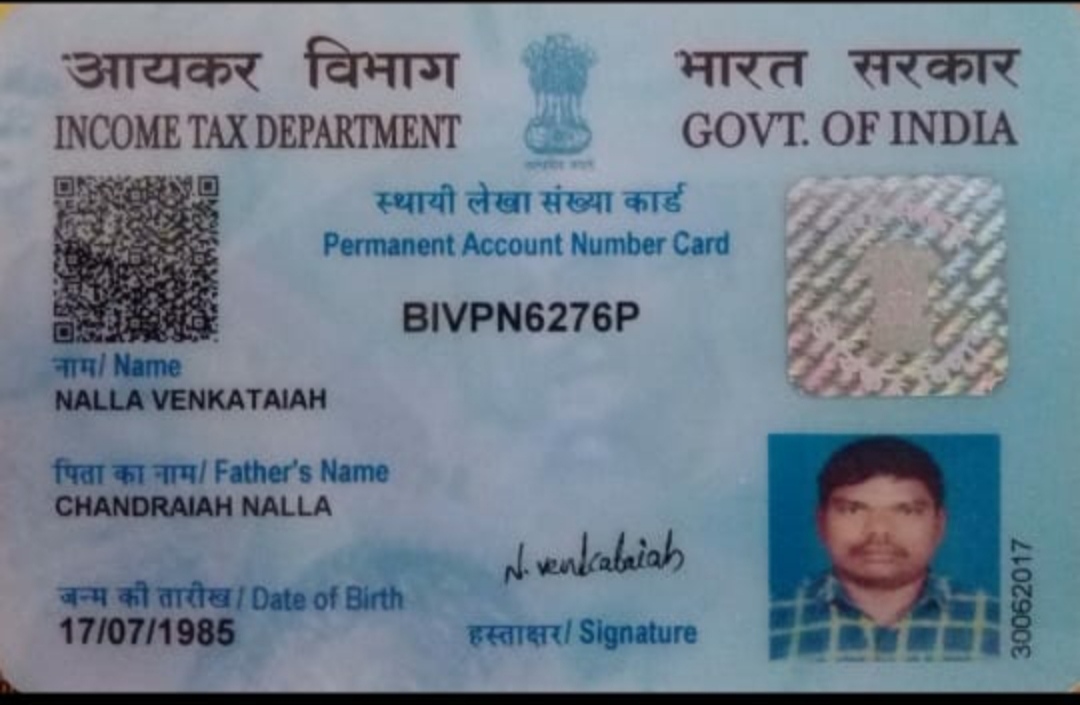 आयकर विभाग
INCOME TAX DEPARTMENT
भारत सरकार
GOVT. OF INDIA
स्थायी लेखा संख्या कार्ड
Permanent Account Number Card
BIVPN6276P
नाम/ Name
NALLA VENKATAIAH
पिता का नाम/ Father's Name
CHANDRAIAH NALLA
जन्म की तारीख/ Date of Birth
17/07/1985
N. venkataiah
हस्ताक्षर/ Signature
30062017